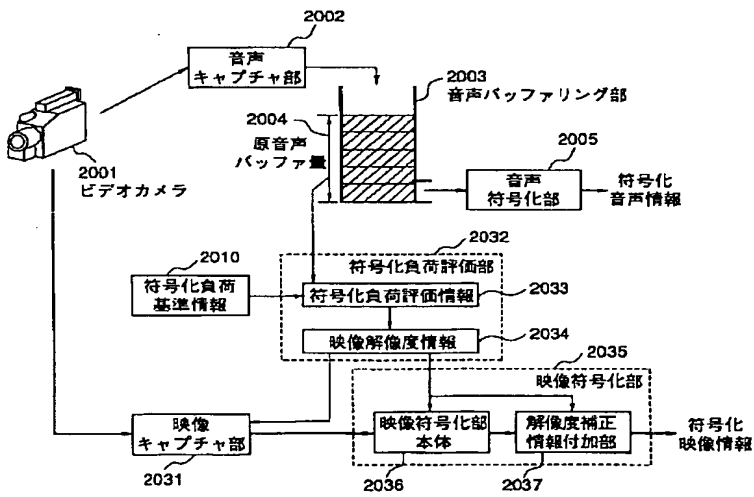 2002
音声
キャプチャ部
2003
音声バッファリング部
2004
原音声
バッファ量
2001
ビデオカメラ
2005
音声
符号化部
符号化
音声情報
2032
符号化負荷評価部
2010
符号化負荷
基準情報
符号化負荷評価情報
2033
映像解像度情報
2034
2035
映像符号化部
映像
キャプチャ部
2031
映像符号化部
本体
2036
解像度補正
情報付加部
2037
符号化
映像情報